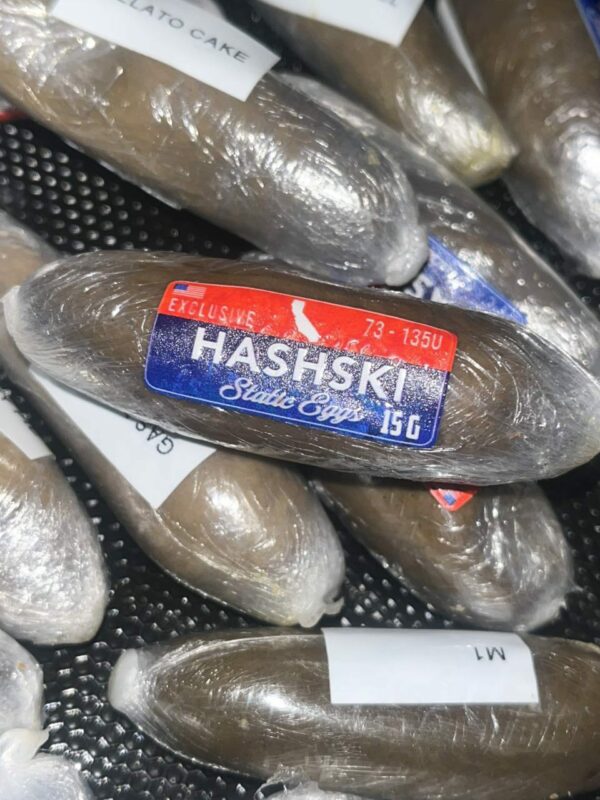 LATO CAKE
EXCLUSIVE
73 - 135U
HASHSKI
Static Eggs
15G
M1